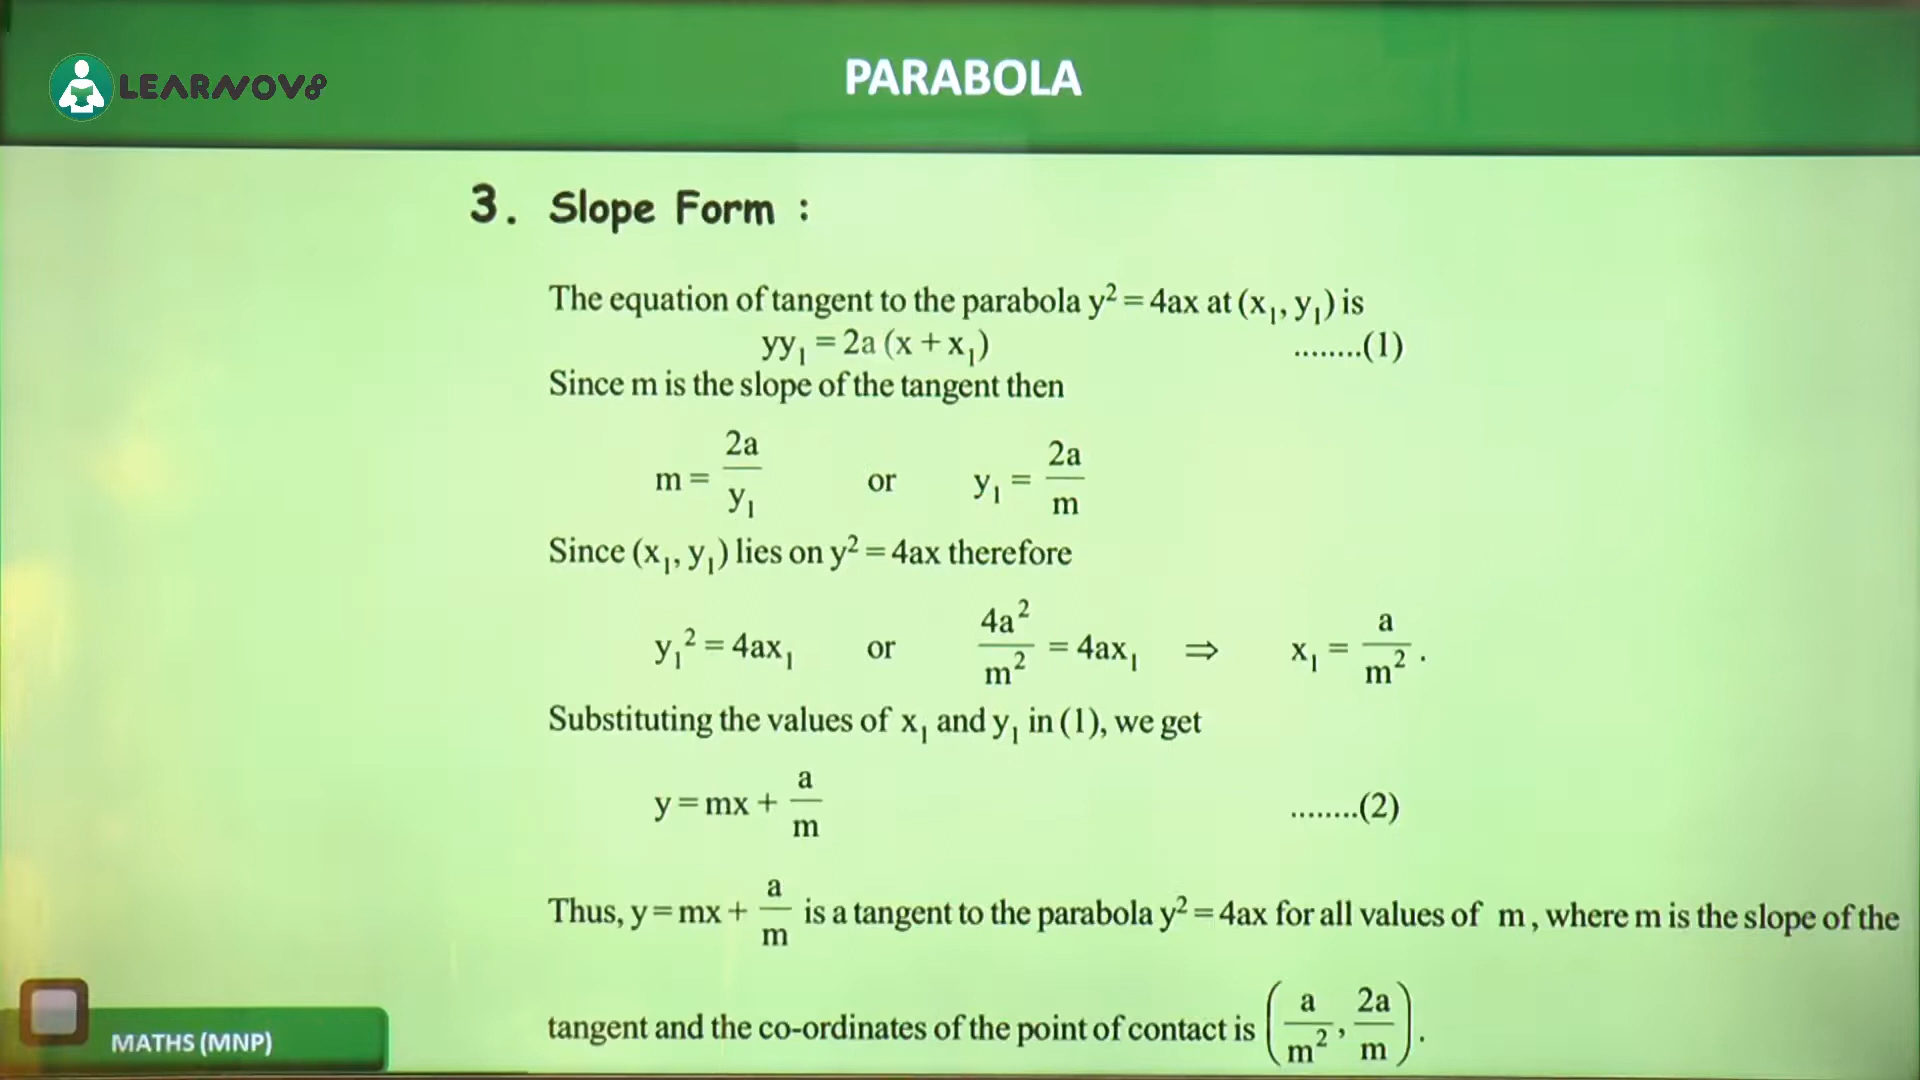 LEARNOV8
PARABOLA
3. Slope Form :
The equation of tangent to the parabola y² = 4ax at (x₁, y₁) is
yy₁ = 2a (x + x₁) ........(1)
Since m is the slope of the tangent then
m = 2a/y₁ or y₁ = 2a/m
Since (x₁, y₁) lies on y² = 4ax therefore
y₁² = 4ax₁ or 4a²/m² = 4ax₁ ⇒ x₁ = a/m² .
Substituting the values of x₁ and y₁ in (1), we get
y = mx + a/m ........(2)
Thus, y = mx + a/m is a tangent to the parabola y² = 4ax for all values of m , where m is the slope of the
tangent and the co-ordinates of the point of contact is (a/m², 2a/m).
MATHS (MNP)